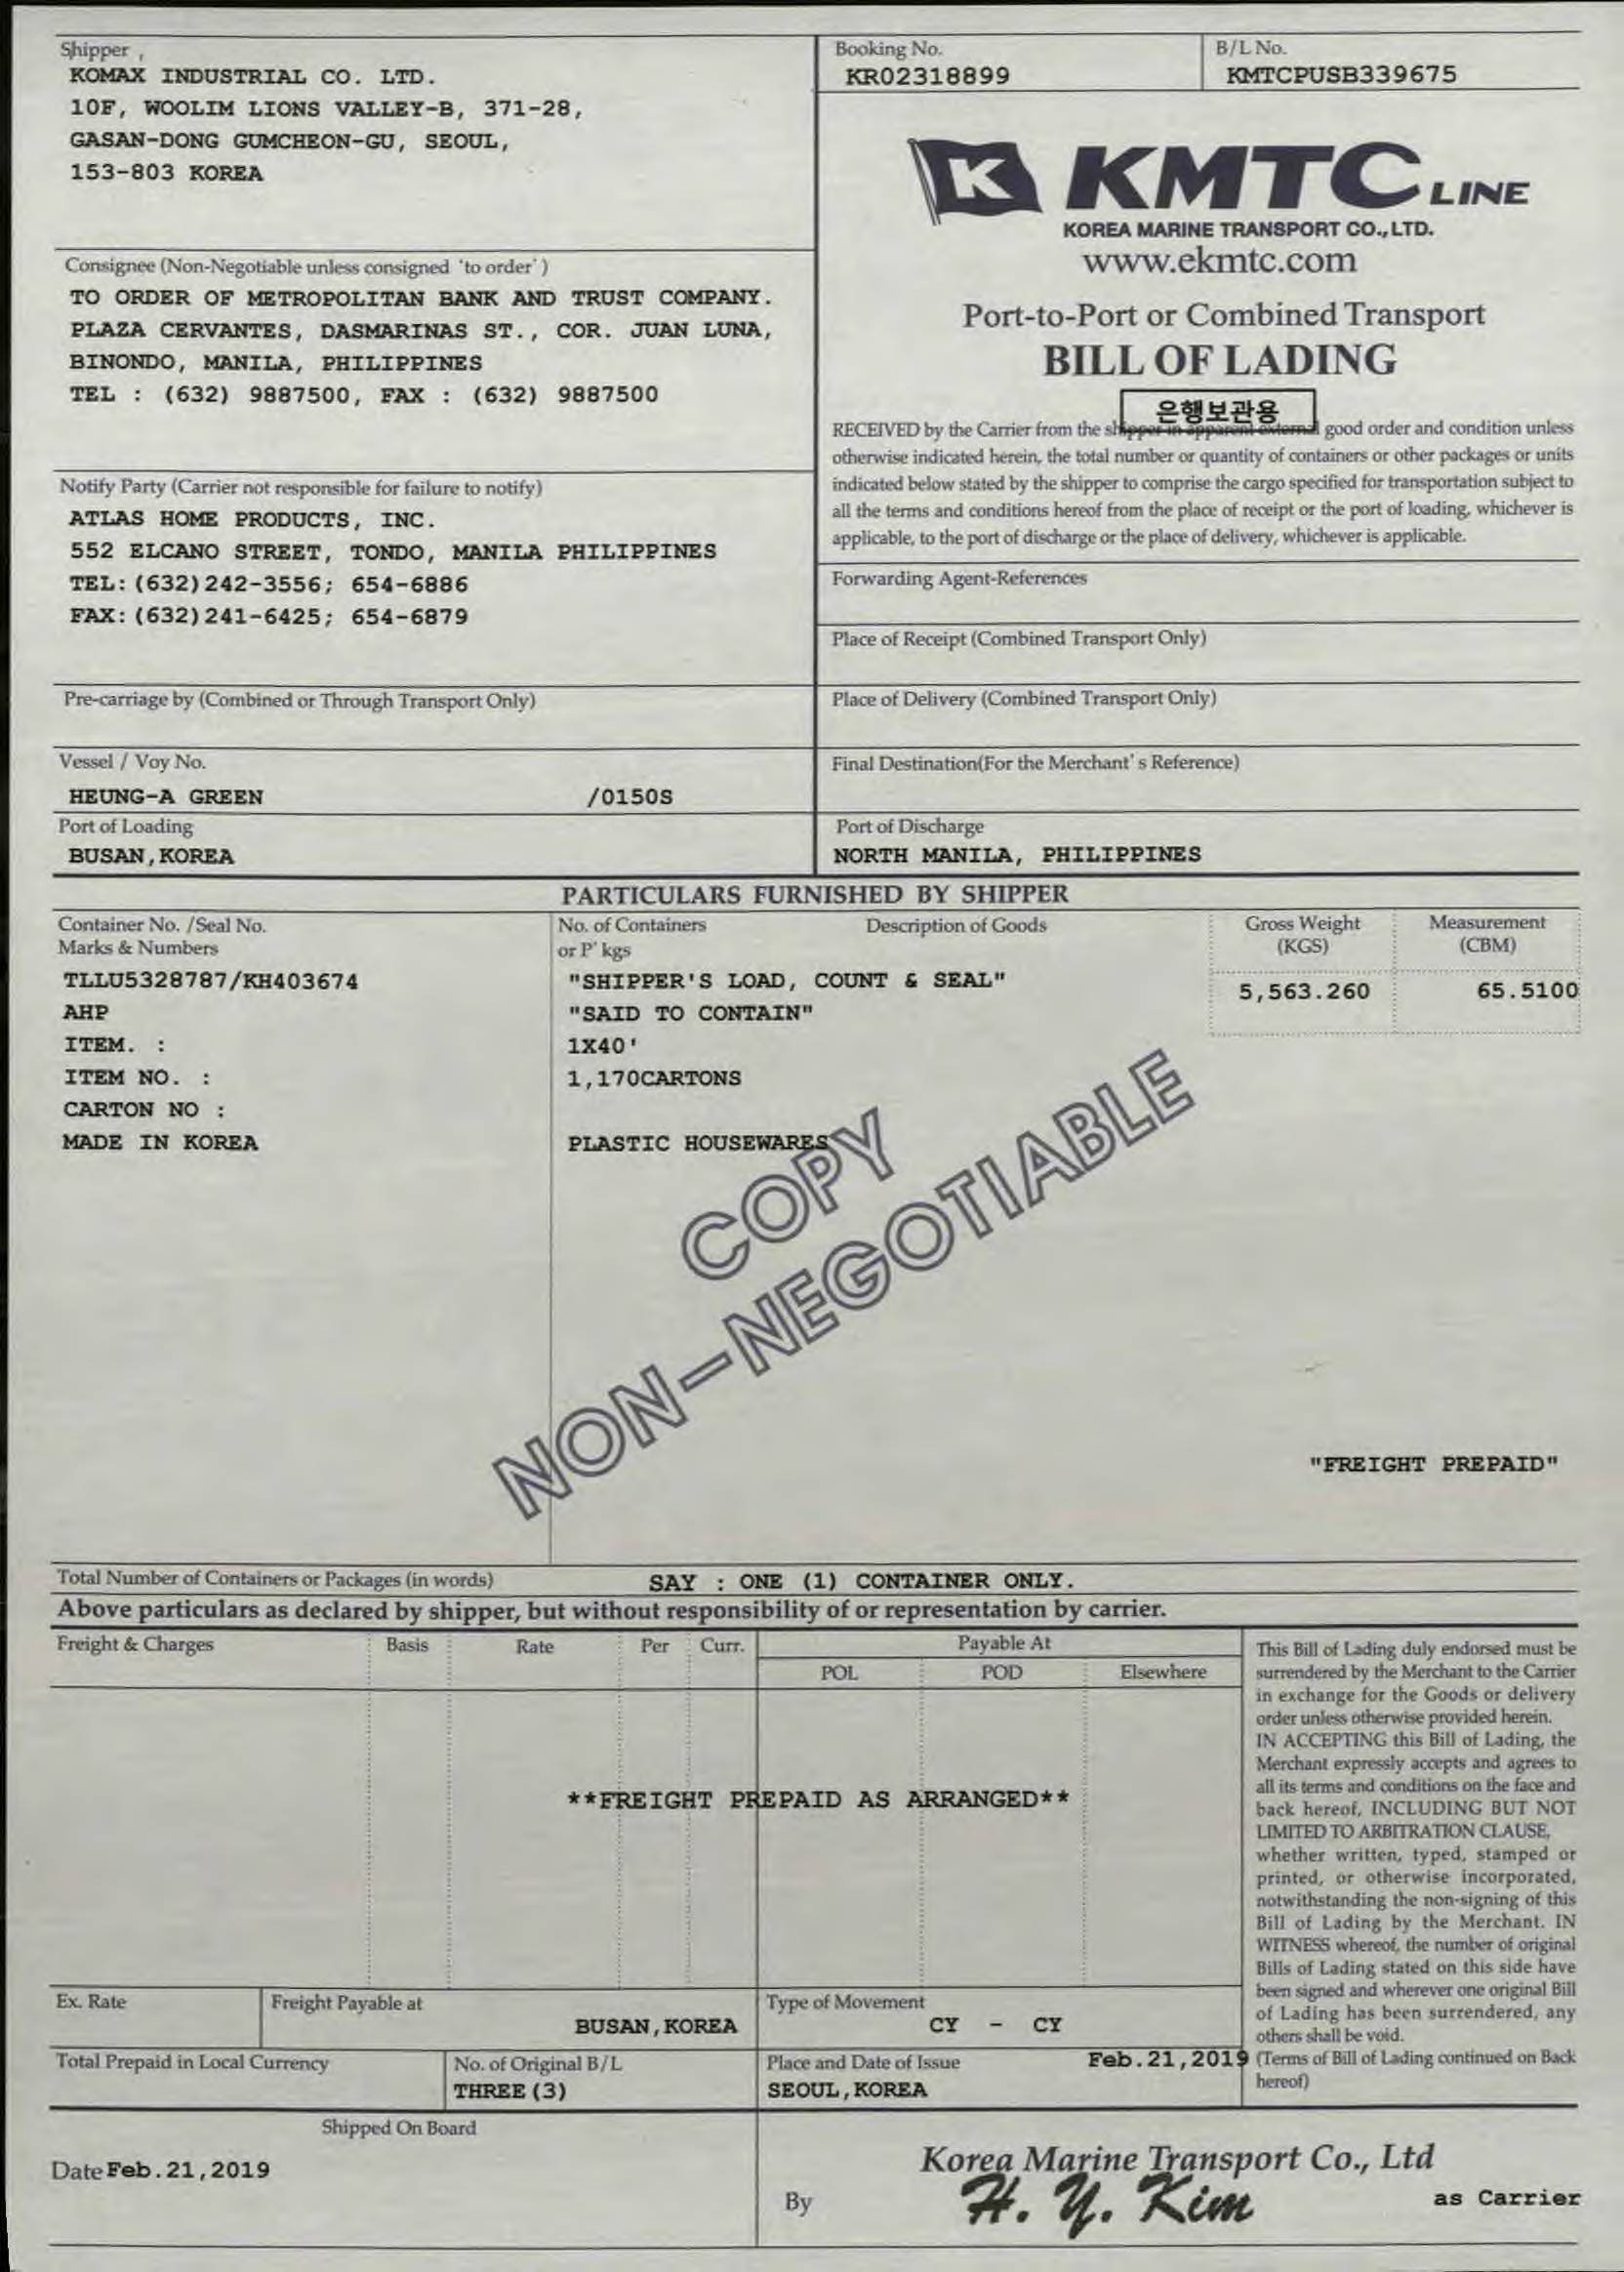 Shipper,
KOMAX INDUSTRIAL CO. LTD.
10F, WOOLIM LIONS VALLEY-B, 371-28,
GASAN-DONG GUMCHEON-GU, SEOUL,
153-803 KOREA
Booking No.
KR02318899
B/L No.
KMTCPUSB339675
K KMTC LINE
KOREA MARINE TRANSPORT CO., LTD.
www.ekmtc.com
Port-to-Port or Combined Transport
BILL OF LADING
은행보관용
Consignee (Non-Negotiable unless consigned 'to order')
TO ORDER OF METROPOLITAN BANK AND TRUST COMPANY.
PLAZA CERVANTES, DASMARINAS ST., COR. JUAN LUNA,
BINONDO, MANILA, PHILIPPINES
TEL : (632) 9887500, FAX : (632) 9887500
RECEIVED by the Carrier from the shipper in apparent external good order and condition unless
otherwise indicated herein, the total number or quantity of containers or other packages or units
indicated below stated by the shipper to comprise the cargo specified for transportation subject to
all the terms and conditions hereof from the place of receipt or the port of loading, whichever is
applicable, to the port of discharge or the place of delivery, whichever is applicable.
Notify Party (Carrier not responsible for failure to notify)
ATLAS HOME PRODUCTS, INC.
552 ELCANO STREET, TONDO, MANILA PHILIPPINES
TEL:(632)242-3556; 654-6886
FAX:(632)241-6425; 654-6879
Forwarding Agent-References
Place of Receipt (Combined Transport Only)
Pre-carriage by (Combined or Through Transport Only)
Place of Delivery (Combined Transport Only)
Vessel / Voy No.
HEUNG-A GREEN /0150S
Final Destination(For the Merchant's Reference)
Port of Loading
BUSAN,KOREA
Port of Discharge
NORTH MANILA, PHILIPPINES
PARTICULARS FURNISHED BY SHIPPER
Container No. /Seal No.
Marks & Numbers
No. of Containers
or P'kgs
Description of Goods
Gross Weight
(KGS)
Measurement
(CBM)
TLLU5328787/KH403674
AHP
ITEM. :
ITEM NO. :
CARTON NO :
MADE IN KOREA
"SHIPPER'S LOAD, COUNT & SEAL"
"SAID TO CONTAIN"
1X40'
1,170CARTONS
PLASTIC HOUSEWARES
5,563.260
65.5100
COPY
NON-NEGOTIABLE
"FREIGHT PREPAID"
Total Number of Containers or Packages (in words)
SAY : ONE (1) CONTAINER ONLY.
Above particulars as declared by shipper, but without responsibility of or representation by carrier.
Freight & Charges
Basis
Rate
Per
Curr.
Payable At
POL
POD
Elsewhere
**FREIGHT PREPAID AS ARRANGED**
This Bill of Lading duly endorsed must be
surrendered by the Merchant to the Carrier
in exchange for the Goods or delivery
order unless otherwise provided herein.
IN ACCEPTING this Bill of Lading, the
Merchant expressly accepts and agrees to
all its terms and conditions on the face and
back hereof, INCLUDING BUT NOT
LIMITED TO ARBITRATION CLAUSE,
whether written, typed, stamped or
printed, or otherwise incorporated,
notwithstanding the non-signing of this
Bill of Lading by the Merchant. IN
WITNESS whereof, the number of original
Bills of Lading stated on this side have
been signed and wherever one original Bill
of Lading has been surrendered, any
others shall be void.
(Terms of Bill of Lading continued on Back
hereof)
Ex. Rate
Freight Payable at
BUSAN,KOREA
Type of Movement
CY - CY
Total Prepaid in Local Currency
No. of Original B/L
THREE(3)
Place and Date of Issue
Feb.21,2019
SEOUL,KOREA
Shipped On Board
Date Feb.21,2019
Korea Marine Transport Co., Ltd
By
H. Y. Kim
as Carrier